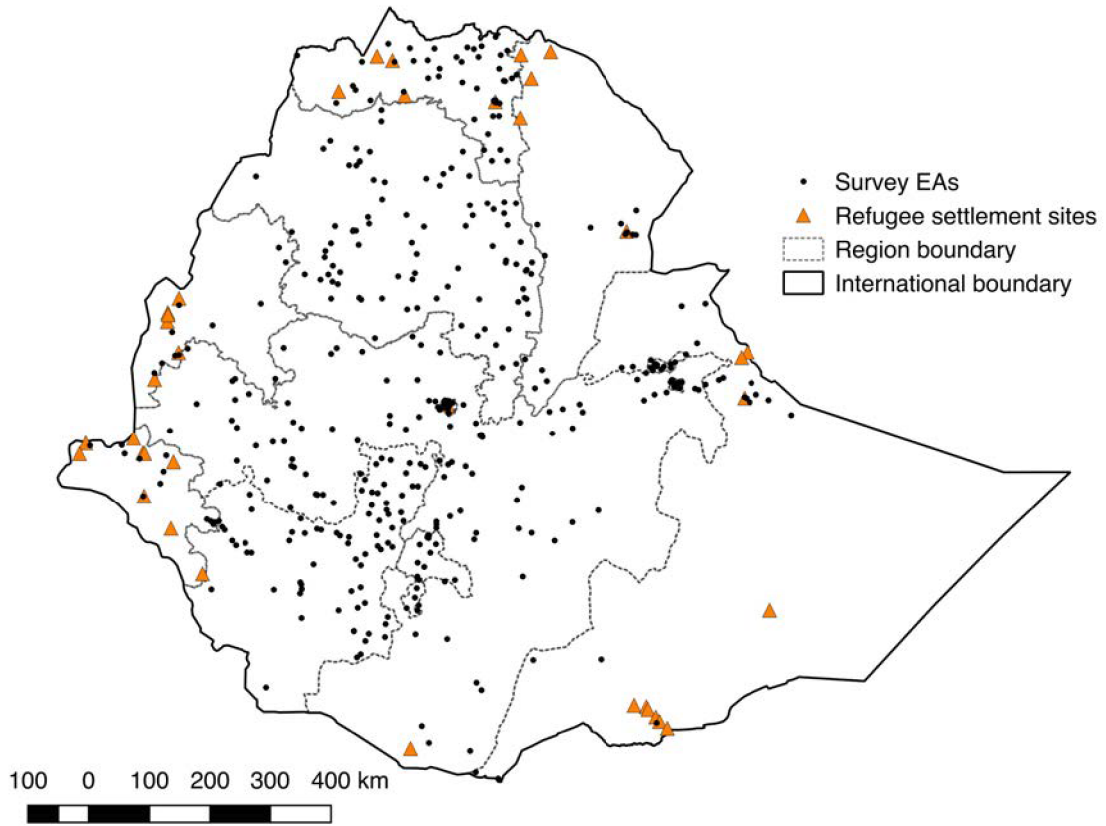 Survey EAs
Refugee settlement sites
Region boundary
International boundary
100 0 100 200 300 400 km